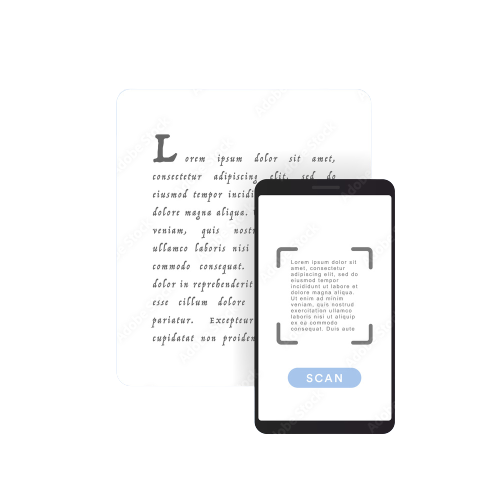 Lorem ipsum dolor sit amet,
consectetur adipiscing elit, sed do
eiusmod tempor incidi
dolore magna aliqua.
veniam, quis nostr
ullamco laboris nisi
commodo consequat.
dolor in reprehenderit
esse cillum dolore
pariatur. Excepteur
cupidatat non proiden
Lorem ipsum dolor sit
amet, consectetur
adipiscing elit, sed do
eiusmod tempor
incididunt ut labore et
dolore magna aliqua.
Ut enim ad minim
veniam, quis nostrud
exercitation ullamco
laboris nisi ut aliquip
ex ea commodo
consequat. Duis aute
SCAN